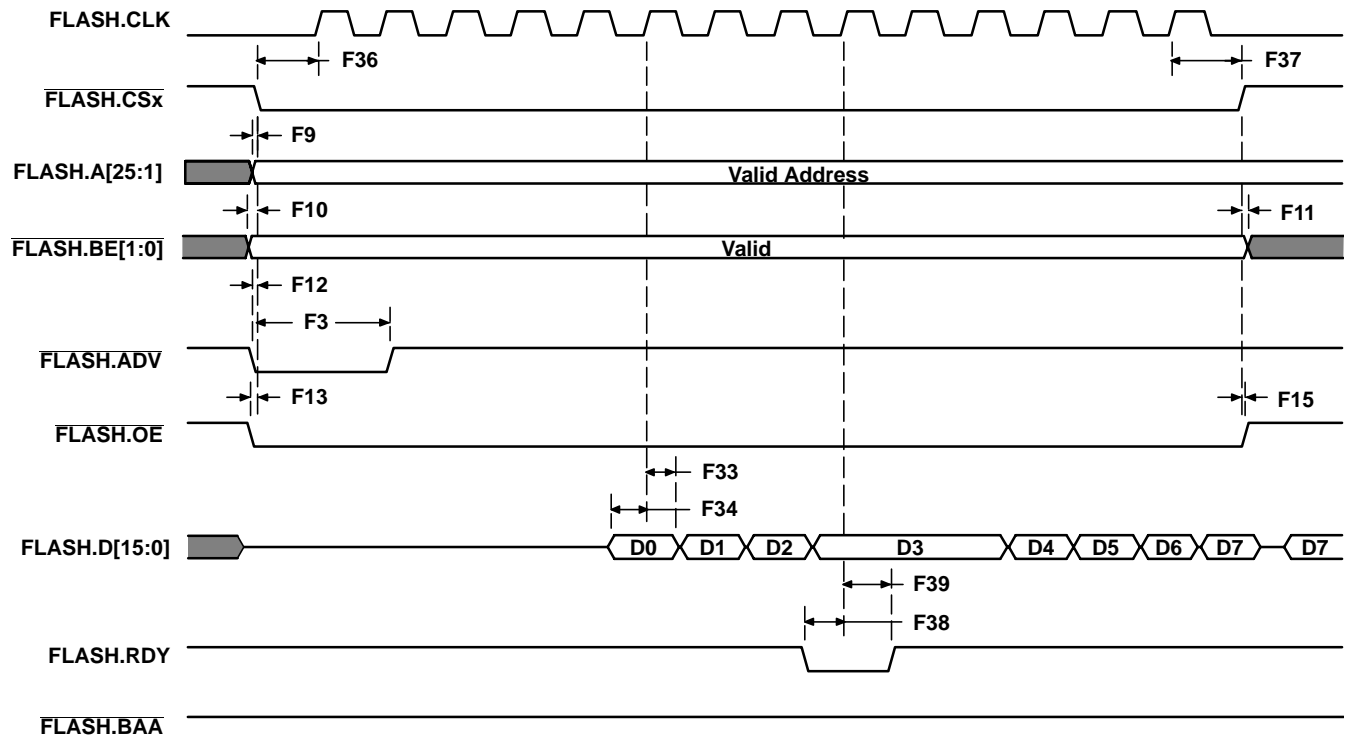 FLASH.CLK
F36
F37
FLASH.CSx
F9
FLASH.A[25:1]
Valid Address
F10
F11
FLASH.BE[1:0]
Valid
F12
F3
FLASH.ADV
F13
F15
FLASH.OE
F33
F34
FLASH.D[15:0]
D0 D1 D2 D3 D4 D5 D6 D7 D7
F39
F38
FLASH.RDY
FLASH.BAA